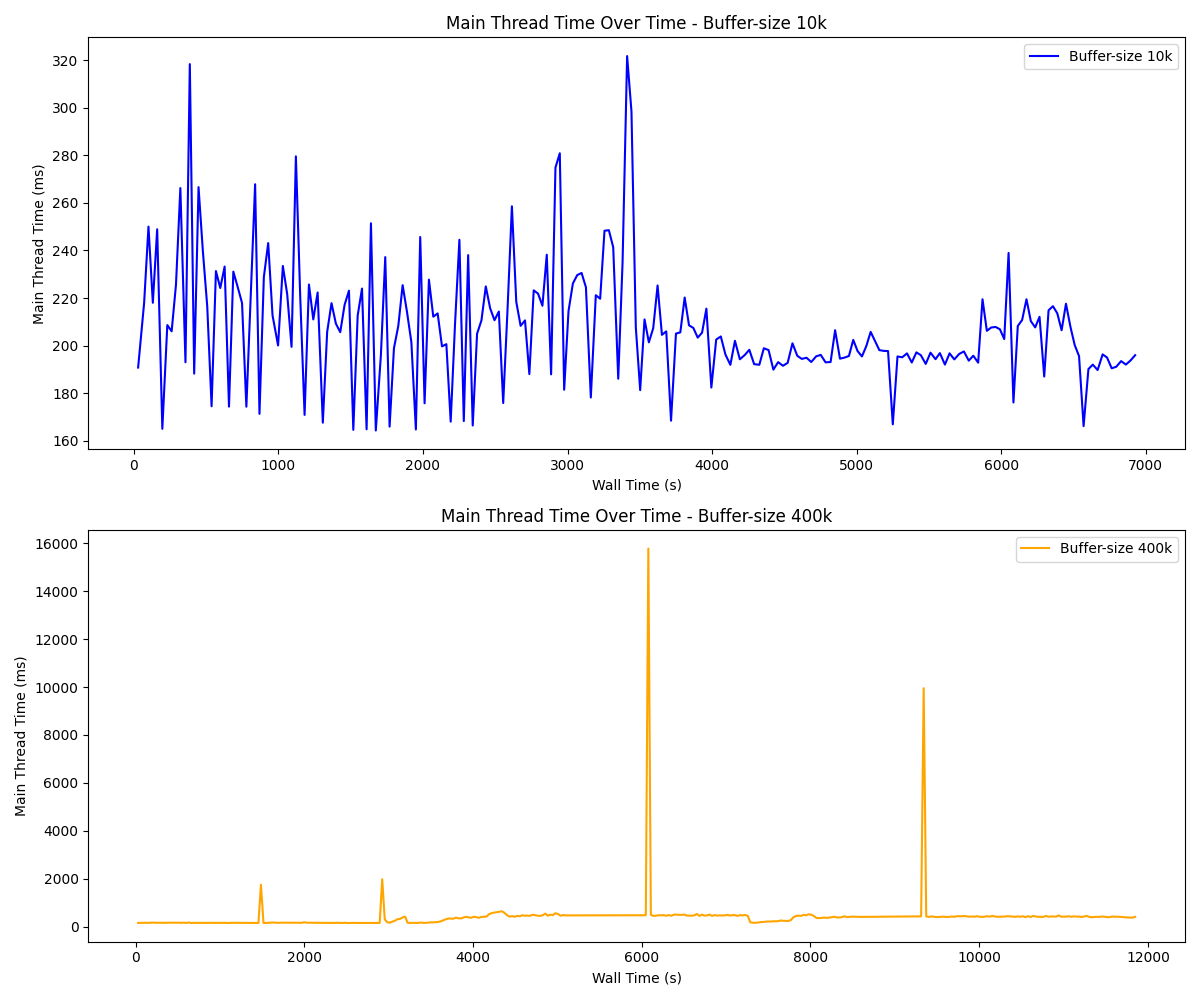 Main Thread Time Over Time - Buffer-size 10k
Buffer-size 10k
Main Thread Time (ms)
320
300
280
260
240
220
200
180
160
0 1000 2000 3000 4000 5000 6000 7000
Wall Time (s)
Main Thread Time Over Time - Buffer-size 400k
Buffer-size 400k
Main Thread Time (ms)
16000
14000
12000
10000
8000
6000
4000
2000
0
0 2000 4000 6000 8000 10000 12000
Wall Time (s)